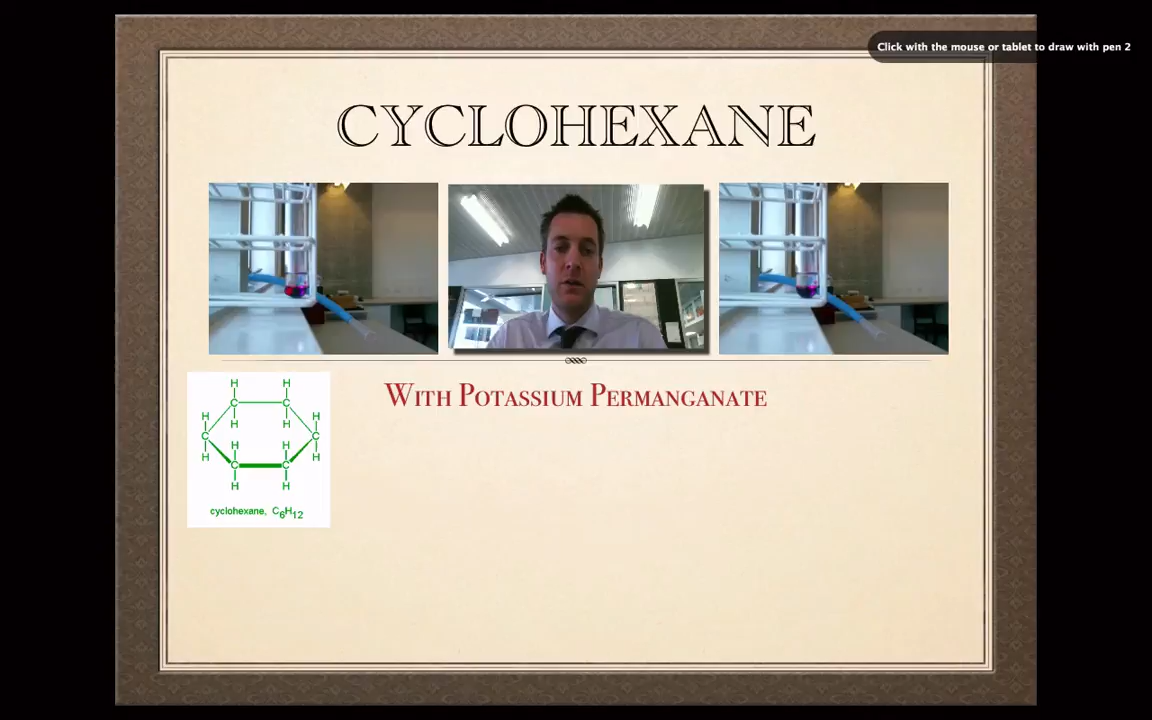 Click with the mouse or tablet to draw with pen 2
CYCLOHEXANE
With Potassium Permanganate
H H
C C
H H
H H
C C
H H
H H
C C
H H
cyclohexane, C6H12